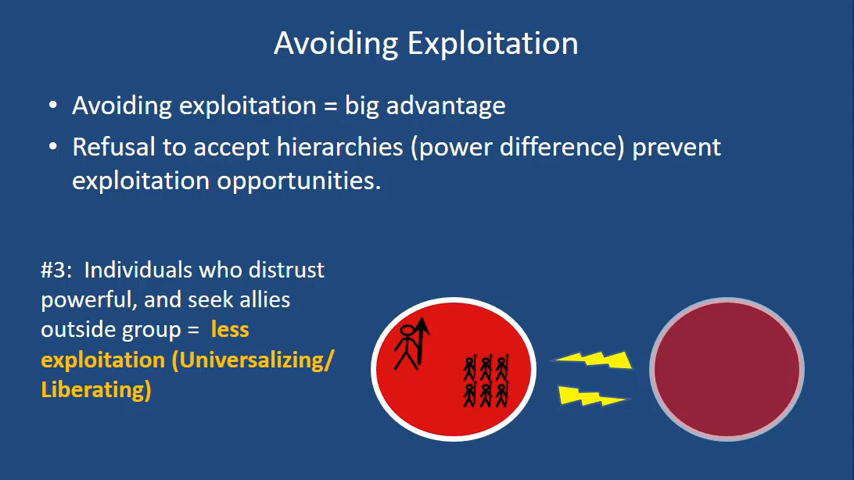 Avoiding Exploitation
• Avoiding exploitation = big advantage
• Refusal to accept hierarchies (power difference) prevent
exploitation opportunities.
#3:  Individuals who distrust
powerful, and seek allies
outside group =  less
exploitation (Universalizing/
Liberating)